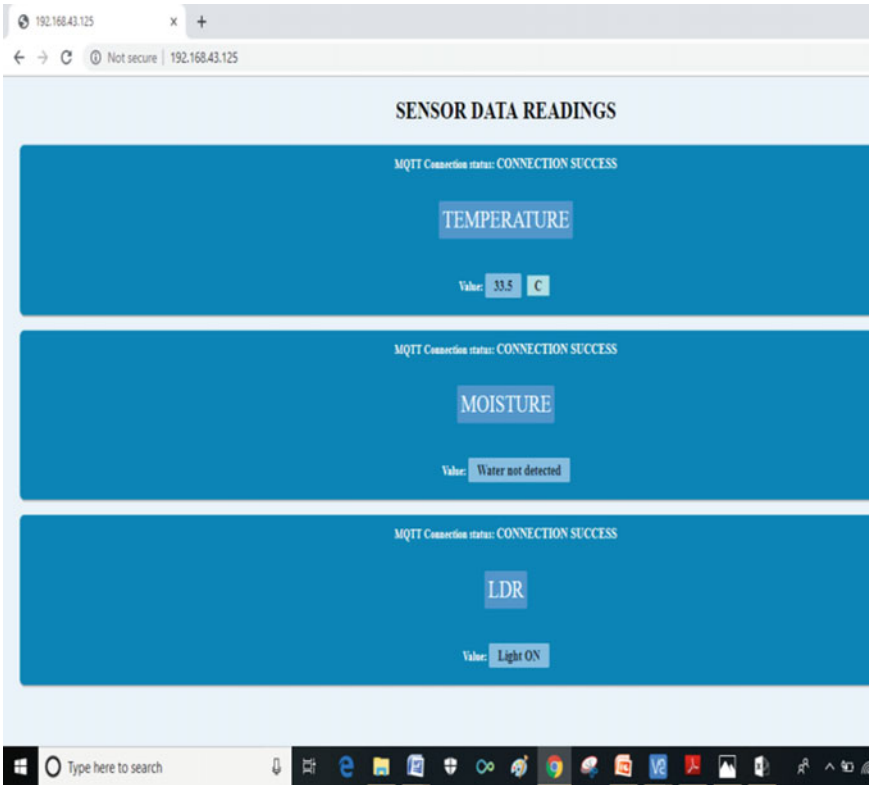 192.168.43.125
Not secure | 192.168.43.125
SENSOR DATA READINGS
MQTT Connection status: CONNECTION SUCCESS
TEMPERATURE
Value: 33.5 C
MQTT Connection status: CONNECTION SUCCESS
MOISTURE
Value: Water not detected
MQTT Connection status: CONNECTION SUCCESS
LDR
Value: Light ON
Type here to search